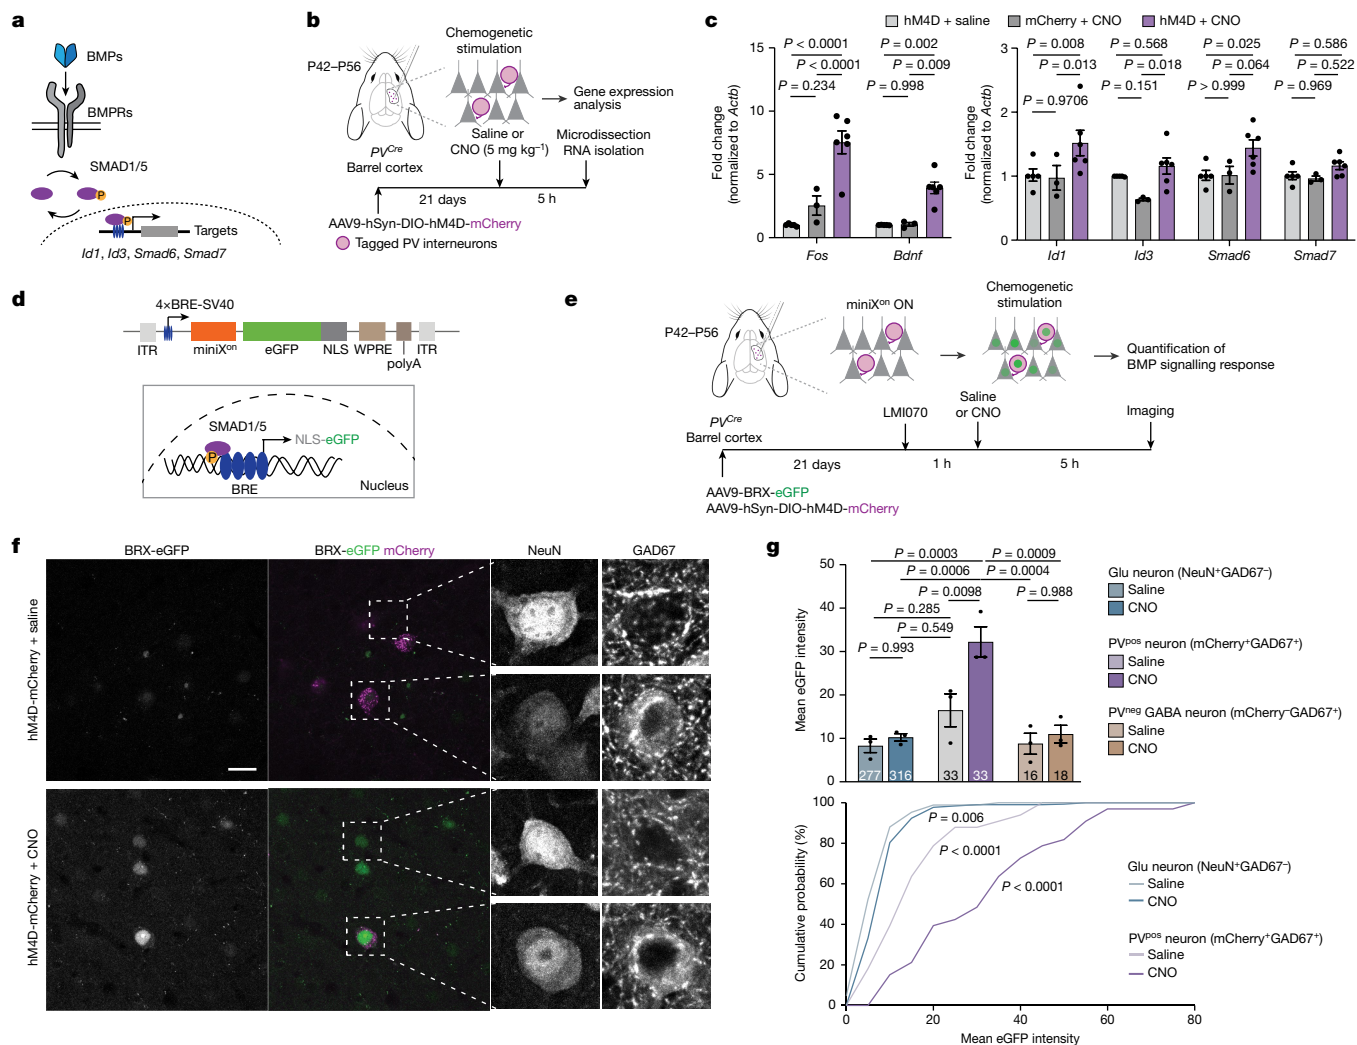 a
BMPs
BMPRs
SMAD1/5
P
P
Targets
Id1, Id3, Smad6, Smad7
b
P42–P56
Chemogenetic
stimulation
Gene expression
analysis
Saline or
CNO (5 mg kg–1)
Microdissection
RNA isolation
PVCre
Barrel cortex
21 days
5 h
AAV9-hSyn-DIO-hM4D-mCherry
Tagged PV interneurons
c
hM4D + saline
mCherry + CNO
hM4D + CNO
Fold change
(normalized to Actb)
15
10
5
0
P < 0.0001
P < 0.0001
P = 0.234
P = 0.002
P = 0.009
P = 0.998
Fos
Bdnf
Fold change
(normalized to Actb)
3
2
1
0
P = 0.008
P = 0.013
P = 0.9706
P = 0.568
P = 0.018
P = 0.151
P = 0.025
P = 0.064
P > 0.999
P = 0.586
P = 0.522
P = 0.969
Id1
Id3
Smad6
Smad7
d
4×BRE-SV40
ITR
miniXon
eGFP
NLS
WPRE
polyA
ITR
SMAD1/5
P
NLS-eGFP
BRE
Nucleus
e
P42–P56
miniXon ON
Chemogenetic
stimulation
Quantification of
BMP signalling response
PVCre
Barrel cortex
LMI070
Saline
or CNO
Imaging
21 days
1 h
5 h
AAV9-BRX-eGFP
AAV9-hSyn-DIO-hM4D-mCherry
f
BRX-eGFP
BRX-eGFP mCherry
NeuN
GAD67
hM4D-mCherry + saline
hM4D-mCherry + CNO
g
Mean eGFP intensity
50
40
30
20
10
0
P = 0.0003
P = 0.0009
P = 0.0006
P = 0.0004
P = 0.0098
P = 0.988
P = 0.285
P = 0.549
P = 0.993
277
316
33
33
16
18
Glu neuron (NeuN+GAD67–)
Saline
CNO
PVpos neuron (mCherry+GAD67+)
Saline
CNO
PVneg GABA neuron (mCherry–GAD67+)
Saline
CNO
Cumulative probability (%)
100
80
60
40
20
0
P = 0.006
P < 0.0001
P < 0.0001
0
20
40
60
80
Mean eGFP intensity
Glu neuron (NeuN+GAD67–)
Saline
CNO
PVpos neuron (mCherry+GAD67+)
Saline
CNO